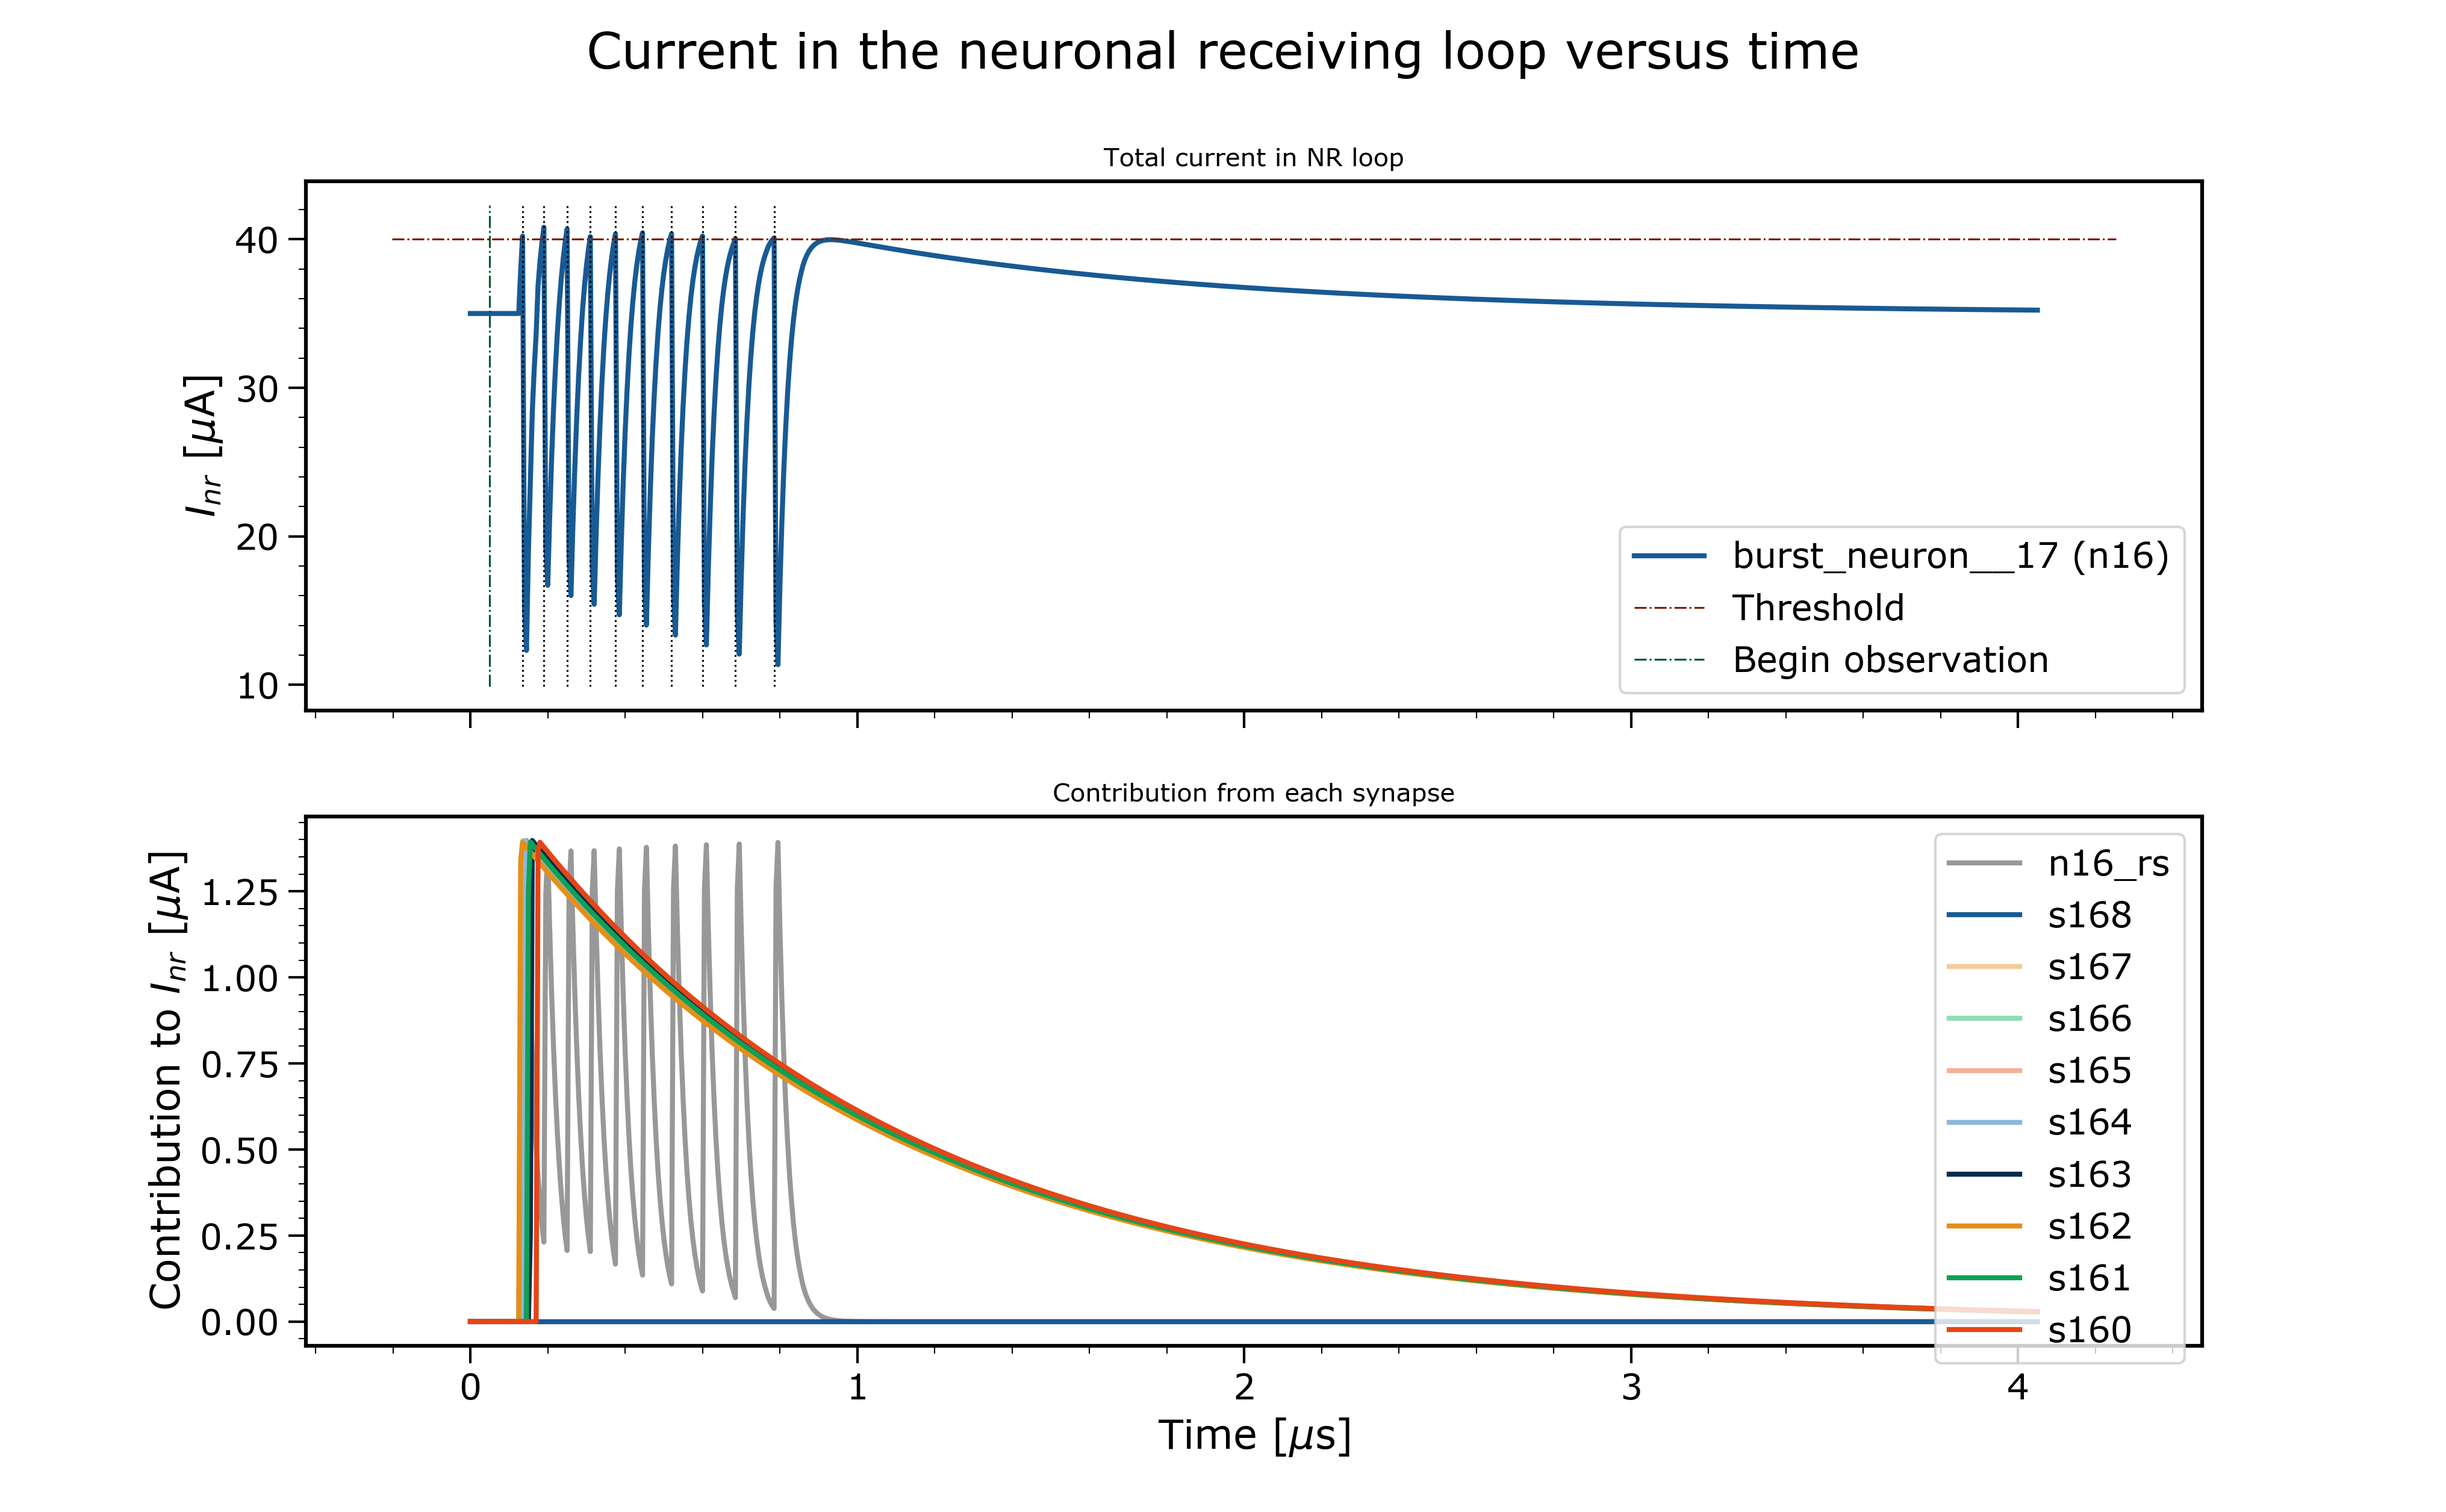 Current in the neuronal receiving loop versus time
Total current in NR loop
40
30
20
10
I_nr [μA]
burst_neuron__17 (n16)
Threshold
Begin observation
Contribution from each synapse
1.25
1.00
0.75
0.50
0.25
0.00
Contribution to I_nr [μA]
n16_rs
s168
s167
s166
s165
s164
s163
s162
s161
s160
0 1 2 3 4
Time [μs]